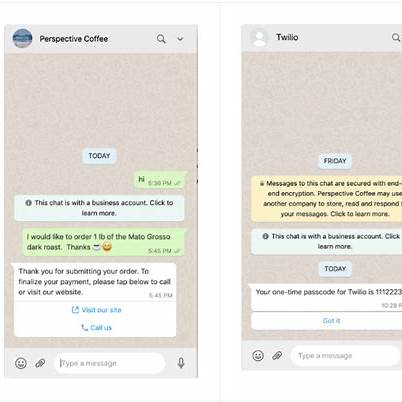 Perspective Coffee
TODAY
hi
5:36 PM
This chat is with a business account. Click to
learn more.
I would like to order 1 lb of the Mato Grosso
dark roast. Thanks ☕😄
5:45 PM
Thank you for submitting your order. To
finalize your payment, please tap below to call
or visit our website.
5:45 PM
Visit our site
Call us
Type a message
Twilio
FRIDAY
Messages to this chat are secured with end-
end encryption. Perspective Coffee may use
another company to store, read and respond
your messages. Click to learn more.
This chat is with a business account. Click
learn more.
TODAY
Your one-time passcode for Twilio is 1112223
10:28 P
Got it
Type a message